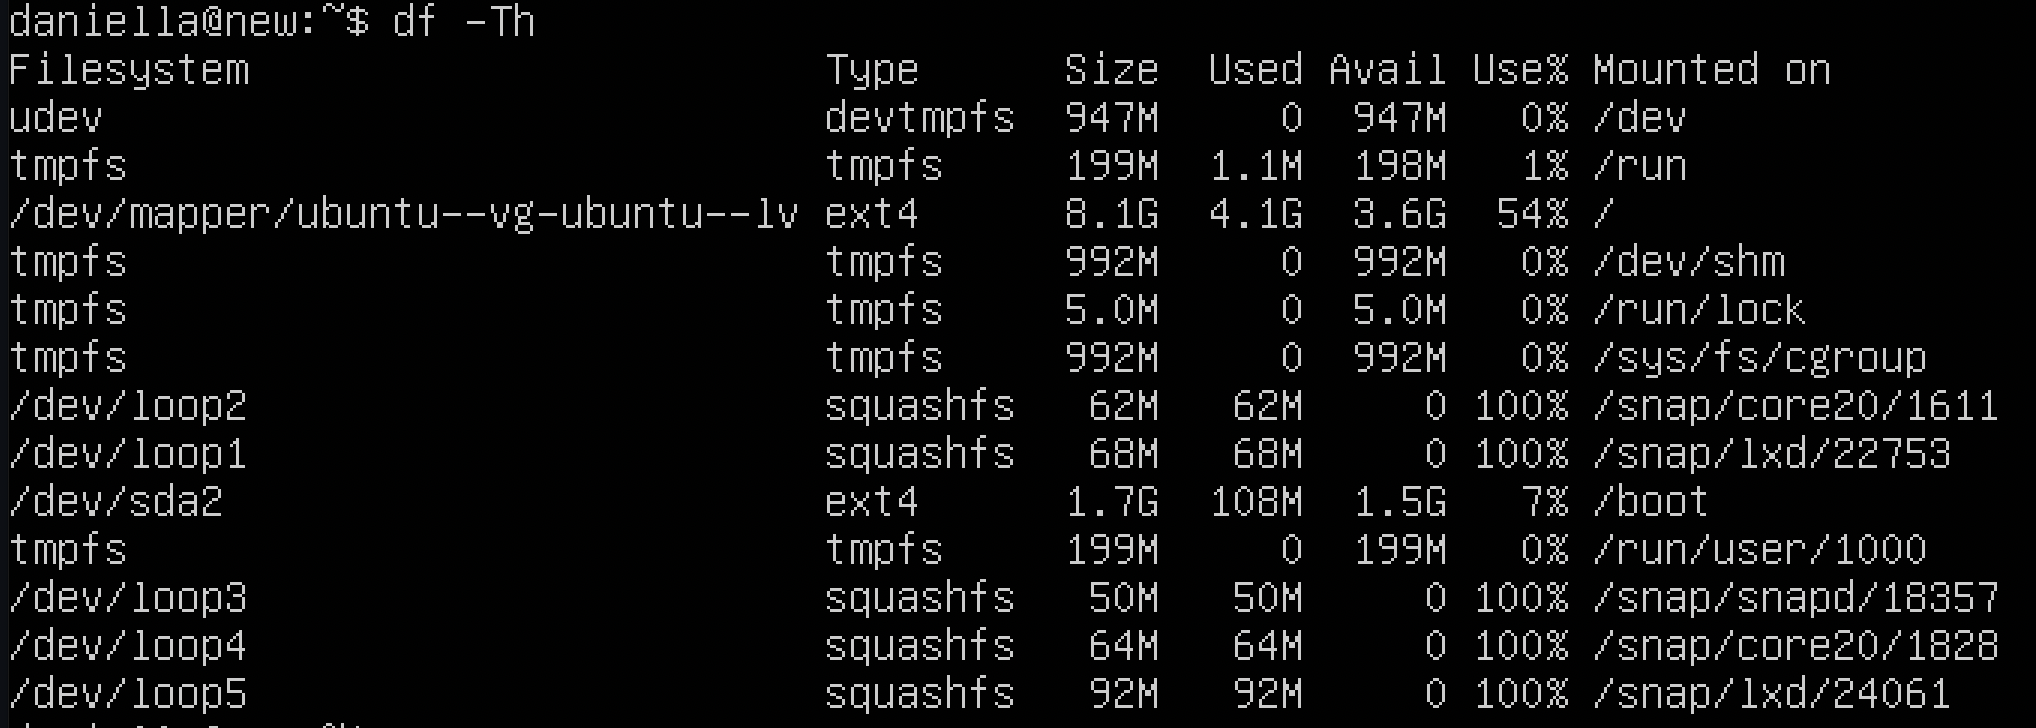 daniella@new:~$ df -Th
Filesystem Type Size Used Avail Use% Mounted on
udev devtmpfs 947M 0 947M 0% /dev
tmpfs tmpfs 199M 1.1M 198M 1% /run
/dev/mapper/ubuntu--vg-ubuntu--lv ext4 8.1G 4.1G 3.6G 54% /
tmpfs tmpfs 992M 0 992M 0% /dev/shm
tmpfs tmpfs 5.0M 0 5.0M 0% /run/lock
tmpfs tmpfs 992M 0 992M 0% /sys/fs/cgroup
/dev/loop2 squashfs 62M 62M 0 100% /snap/core20/1611
/dev/loop1 squashfs 68M 68M 0 100% /snap/lxd/22753
/dev/sda2 ext4 1.7G 108M 1.5G 7% /boot
tmpfs tmpfs 199M 0 199M 0% /run/user/1000
/dev/loop3 squashfs 50M 50M 0 100% /snap/snapd/18357
/dev/loop4 squashfs 64M 64M 0 100% /snap/core20/1828
/dev/loop5 squashfs 92M 92M 0 100% /snap/lxd/24061